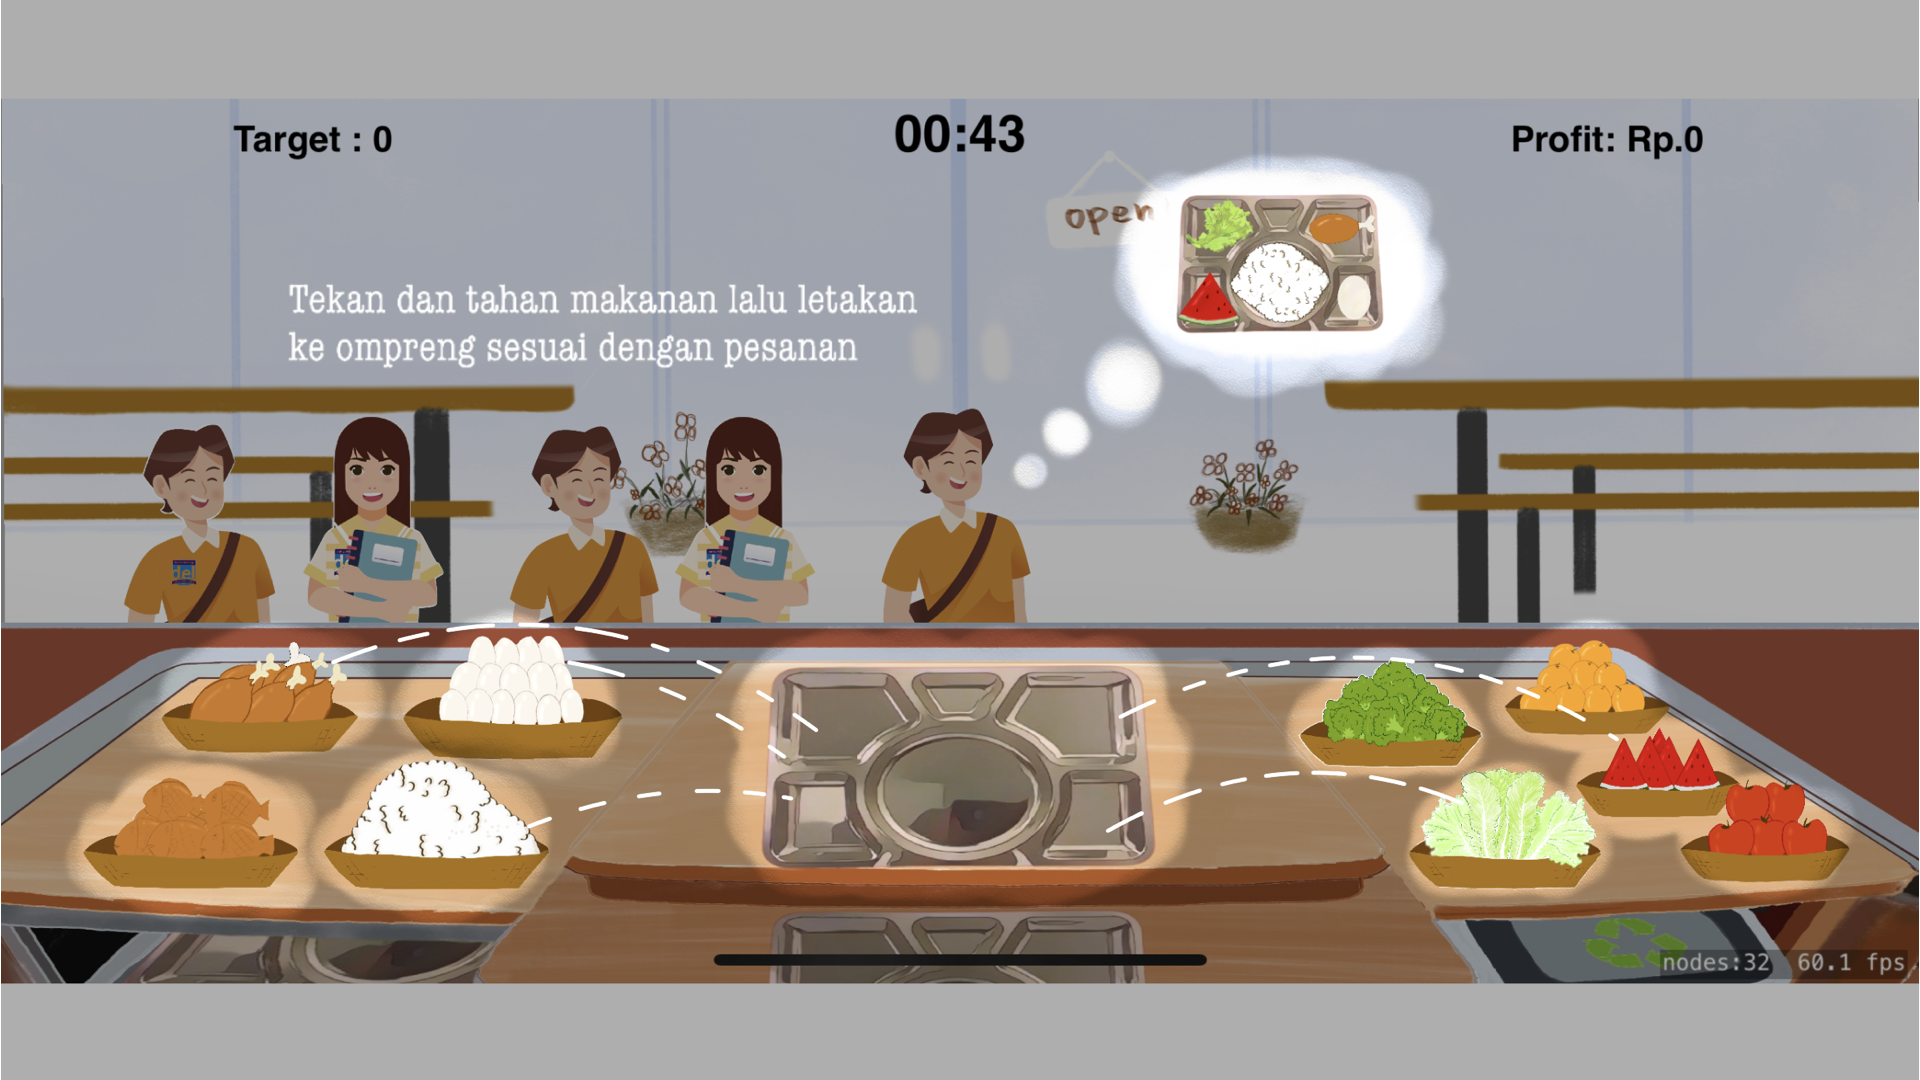 Target : 0
00:43
Profit: Rp.0
open
Tekan dan tahan makanan lalu letakan
ke ompreng sesuai dengan pesanan
del
nodes:32 60.1 fps